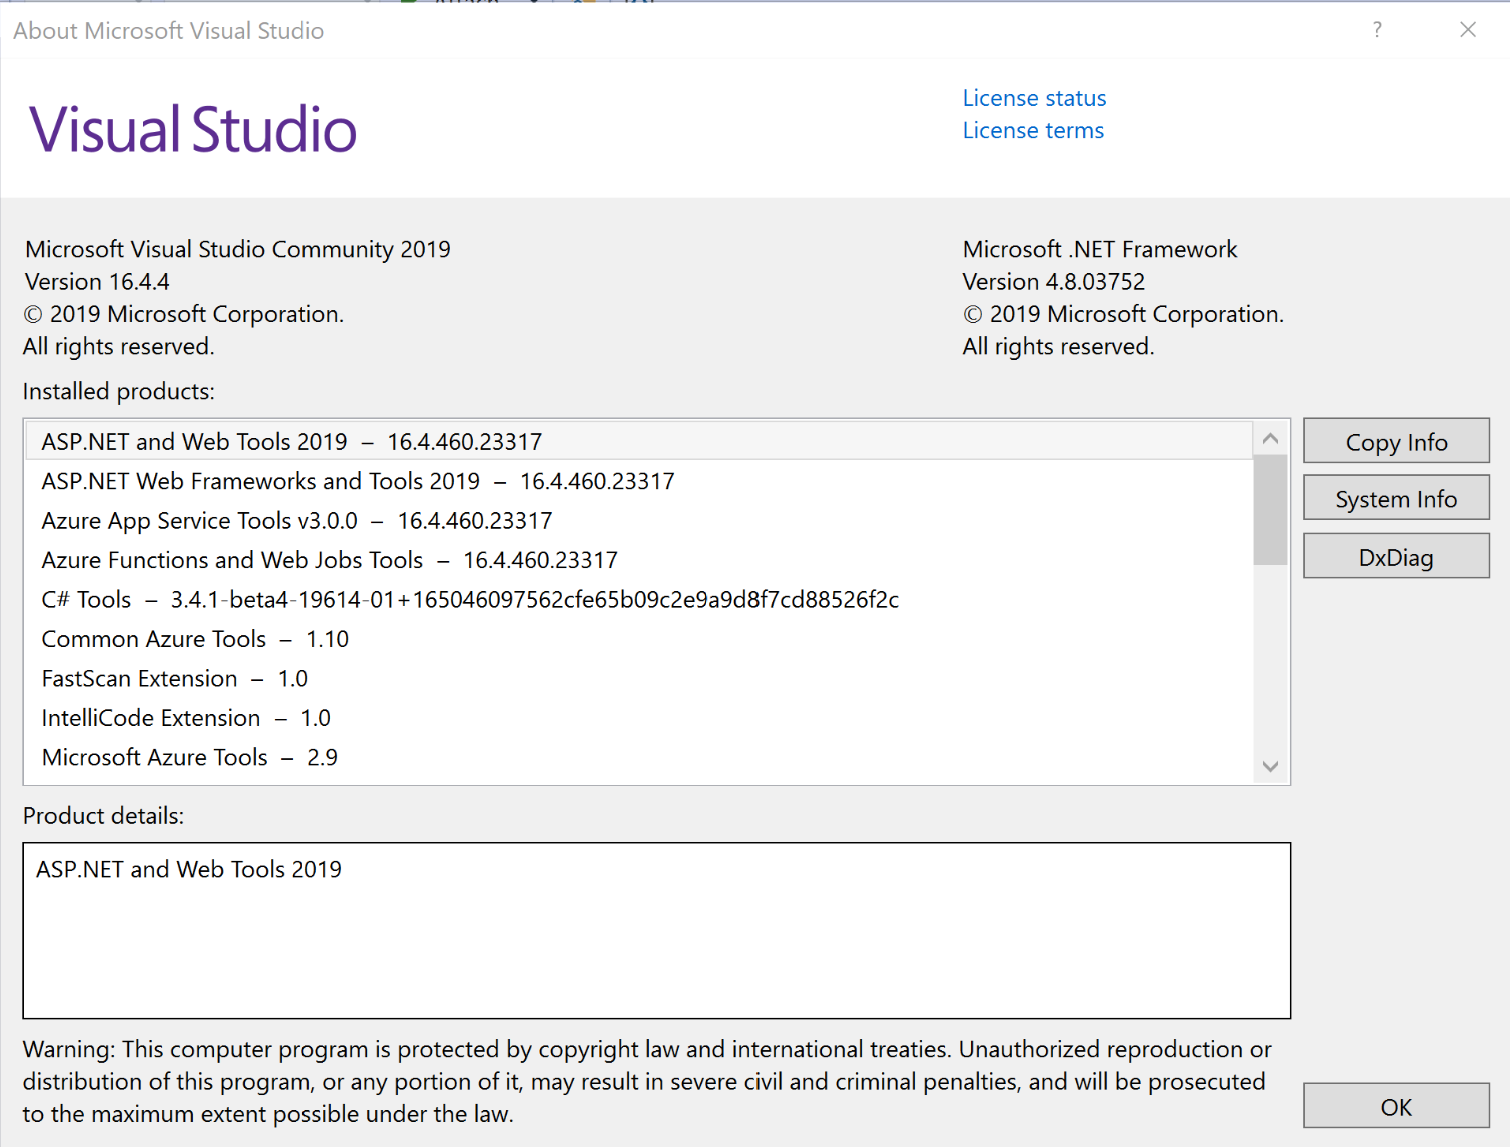 About Microsoft Visual Studio
?
Visual Studio
License status
License terms
Microsoft Visual Studio Community 2019
Version 16.4.4
© 2019 Microsoft Corporation.
All rights reserved.
Microsoft .NET Framework
Version 4.8.03752
© 2019 Microsoft Corporation.
All rights reserved.
Installed products:
ASP.NET and Web Tools 2019 – 16.4.460.23317
ASP.NET Web Frameworks and Tools 2019 – 16.4.460.23317
Azure App Service Tools v3.0.0 – 16.4.460.23317
Azure Functions and Web Jobs Tools – 16.4.460.23317
C# Tools – 3.4.1-beta4-19614-01+165046097562cfe65b09c2e9a9d8f7cd88526f2c
Common Azure Tools – 1.10
FastScan Extension – 1.0
IntelliCode Extension – 1.0
Microsoft Azure Tools – 2.9
Copy Info
System Info
DxDiag
Product details:
ASP.NET and Web Tools 2019
Warning: This computer program is protected by copyright law and international treaties. Unauthorized reproduction or
distribution of this program, or any portion of it, may result in severe civil and criminal penalties, and will be prosecuted
to the maximum extent possible under the law.
OK